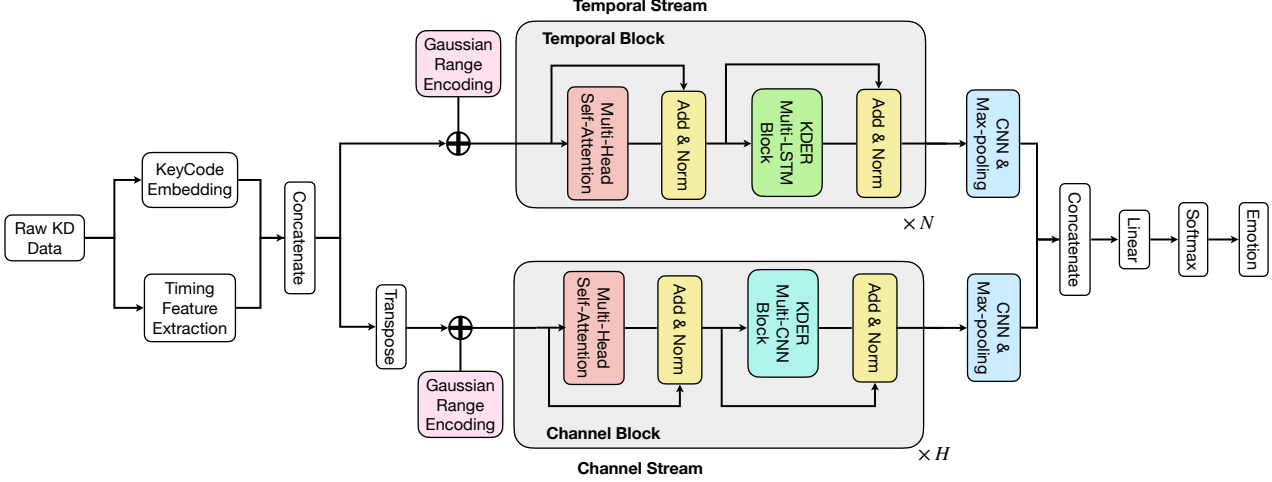 Temporal Stream
Temporal Block
Gaussian
Range
Encoding
Multi-Head
Self-Attention
Add & Norm
KDER
Multi-LSTM
Block
Add & Norm
CNN &
Max-pooling
× N
Raw KD
Data
KeyCode
Embedding
Timing
Feature
Extraction
Concatenate
Transpose
Gaussian
Range
Encoding
Multi-Head
Self-Attention
Add & Norm
KDER
Multi-CNN
Block
Add & Norm
CNN &
Max-pooling
Channel Block
× H
Channel Stream
Concatenate
Linear
Softmax
Emotion